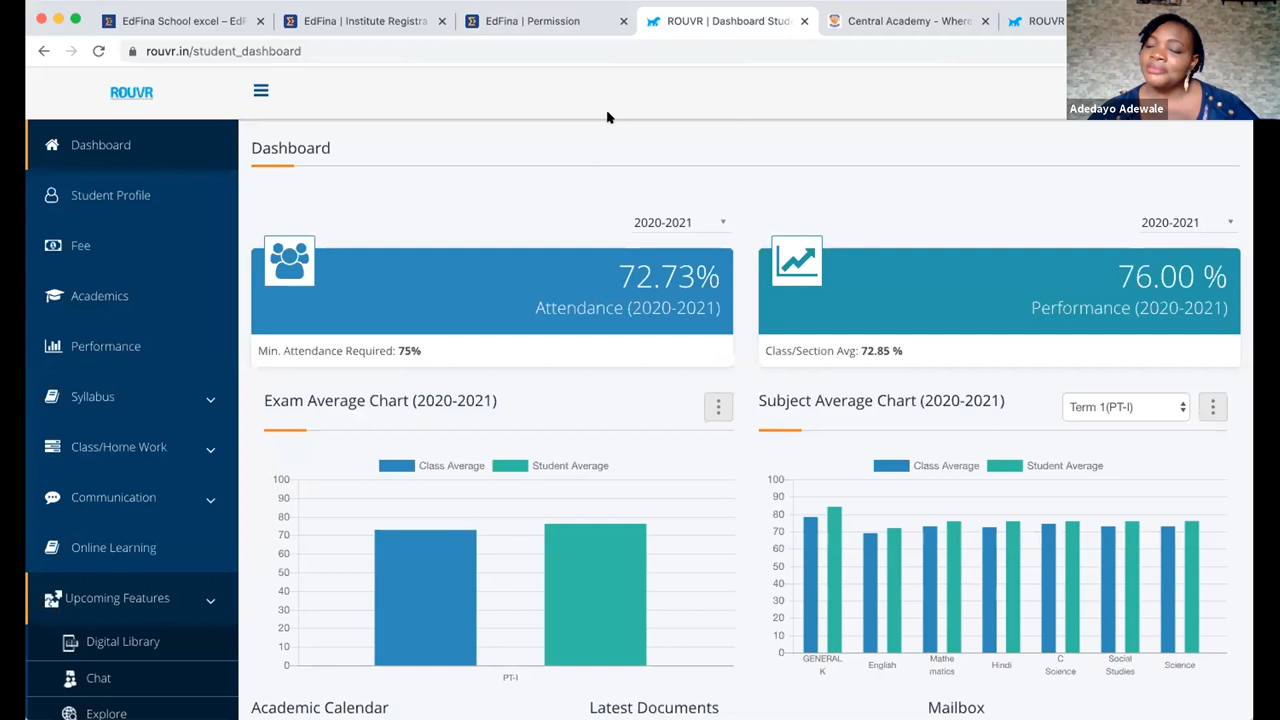 EdFina School excel – EdF
EdFina | Institute Registra
EdFina | Permission
ROUVR | Dashboard Stud
Central Academy - Where
ROUVR
rouvr.in/student_dashboard
Adedayo Adewale
ROUVR
Dashboard
Student Profile
Fee
Academics
Performance
Syllabus
Class/Home Work
Communication
Online Learning
Upcoming Features
Digital Library
Chat
Explore
Dashboard
2020-2021
72.73%
Attendance (2020-2021)
Min. Attendance Required: 75%
2020-2021
76.00 %
Performance (2020-2021)
Class/Section Avg: 72.85 %
Exam Average Chart (2020-2021)
Class Average Student Average
100
90
80
70
60
50
40
30
20
10
0
PT-I
Subject Average Chart (2020-2021)
Term 1(PT-I)
Class Average Student Average
100
90
80
70
60
50
40
30
20
10
0
GENERAL
K
English
Mathe
matics
Hindi
C
Science
Social
Studies
Science
Academic Calendar
Latest Documents
Mailbox